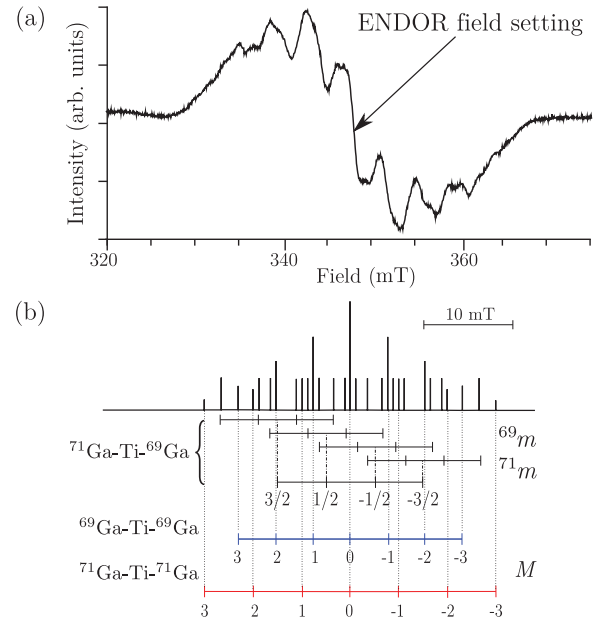 (a)
ENDOR field setting
Intensity (arb. units)
320 340 360
Field (mT)
(b)
10 mT
⁷¹Ga-Ti-⁶⁹Ga
⁶⁹m
⁷¹m
3/2 1/2 -1/2 -3/2
⁶⁹Ga-Ti-⁶⁹Ga
3 2 1 0 -1 -2 -3
⁷¹Ga-Ti-⁷¹Ga
M
3 2 1 0 -1 -2 -3